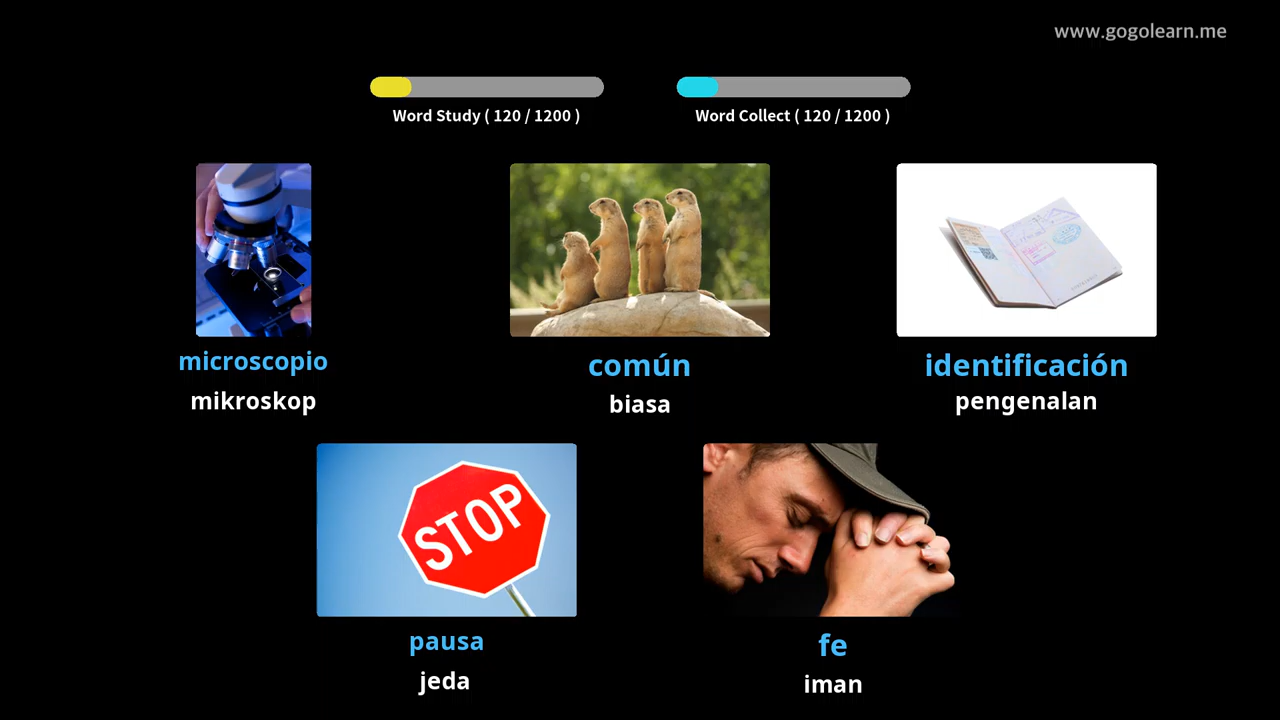 www.gogolearn.me
Word Study ( 120 / 1200 )
Word Collect ( 120 / 1200 )
microscopio
mikroskop
común
biasa
identificación
pengenalan
STOP
pausa
jeda
fe
iman